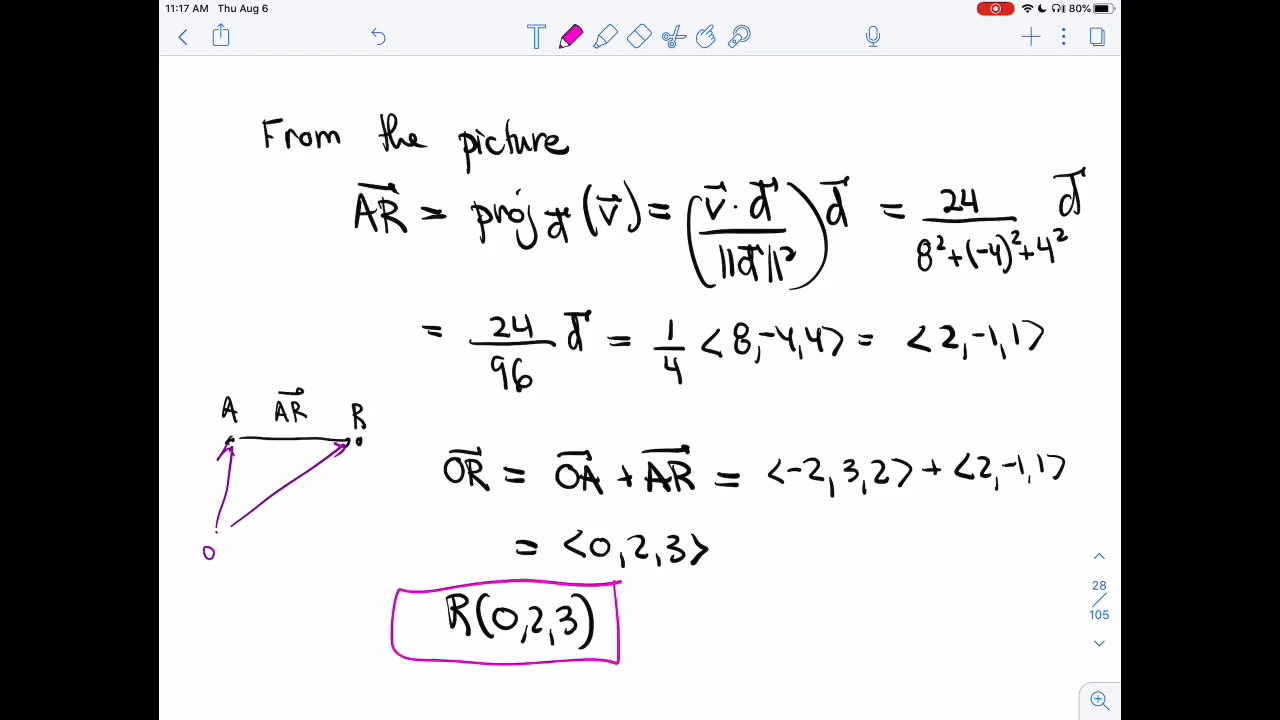 11:17 AM Thu Aug 6
80%
From the picture
AR⃗ = proj_d⃗ (v⃗) = (v⃗ · d⃗ / ||d⃗||²) d⃗ = 24 / (8² + (-4)² + 4²) d⃗
= 24/96 d⃗ = 1/4 <8, -4, 4> = <2, -1, 1>
A AR⃗ R
OR⃗ = OA⃗ + AR⃗ = <-2, 3, 2> + <2, -1, 1>
O
= <0, 2, 3>
R(0, 2, 3)
28
/
105